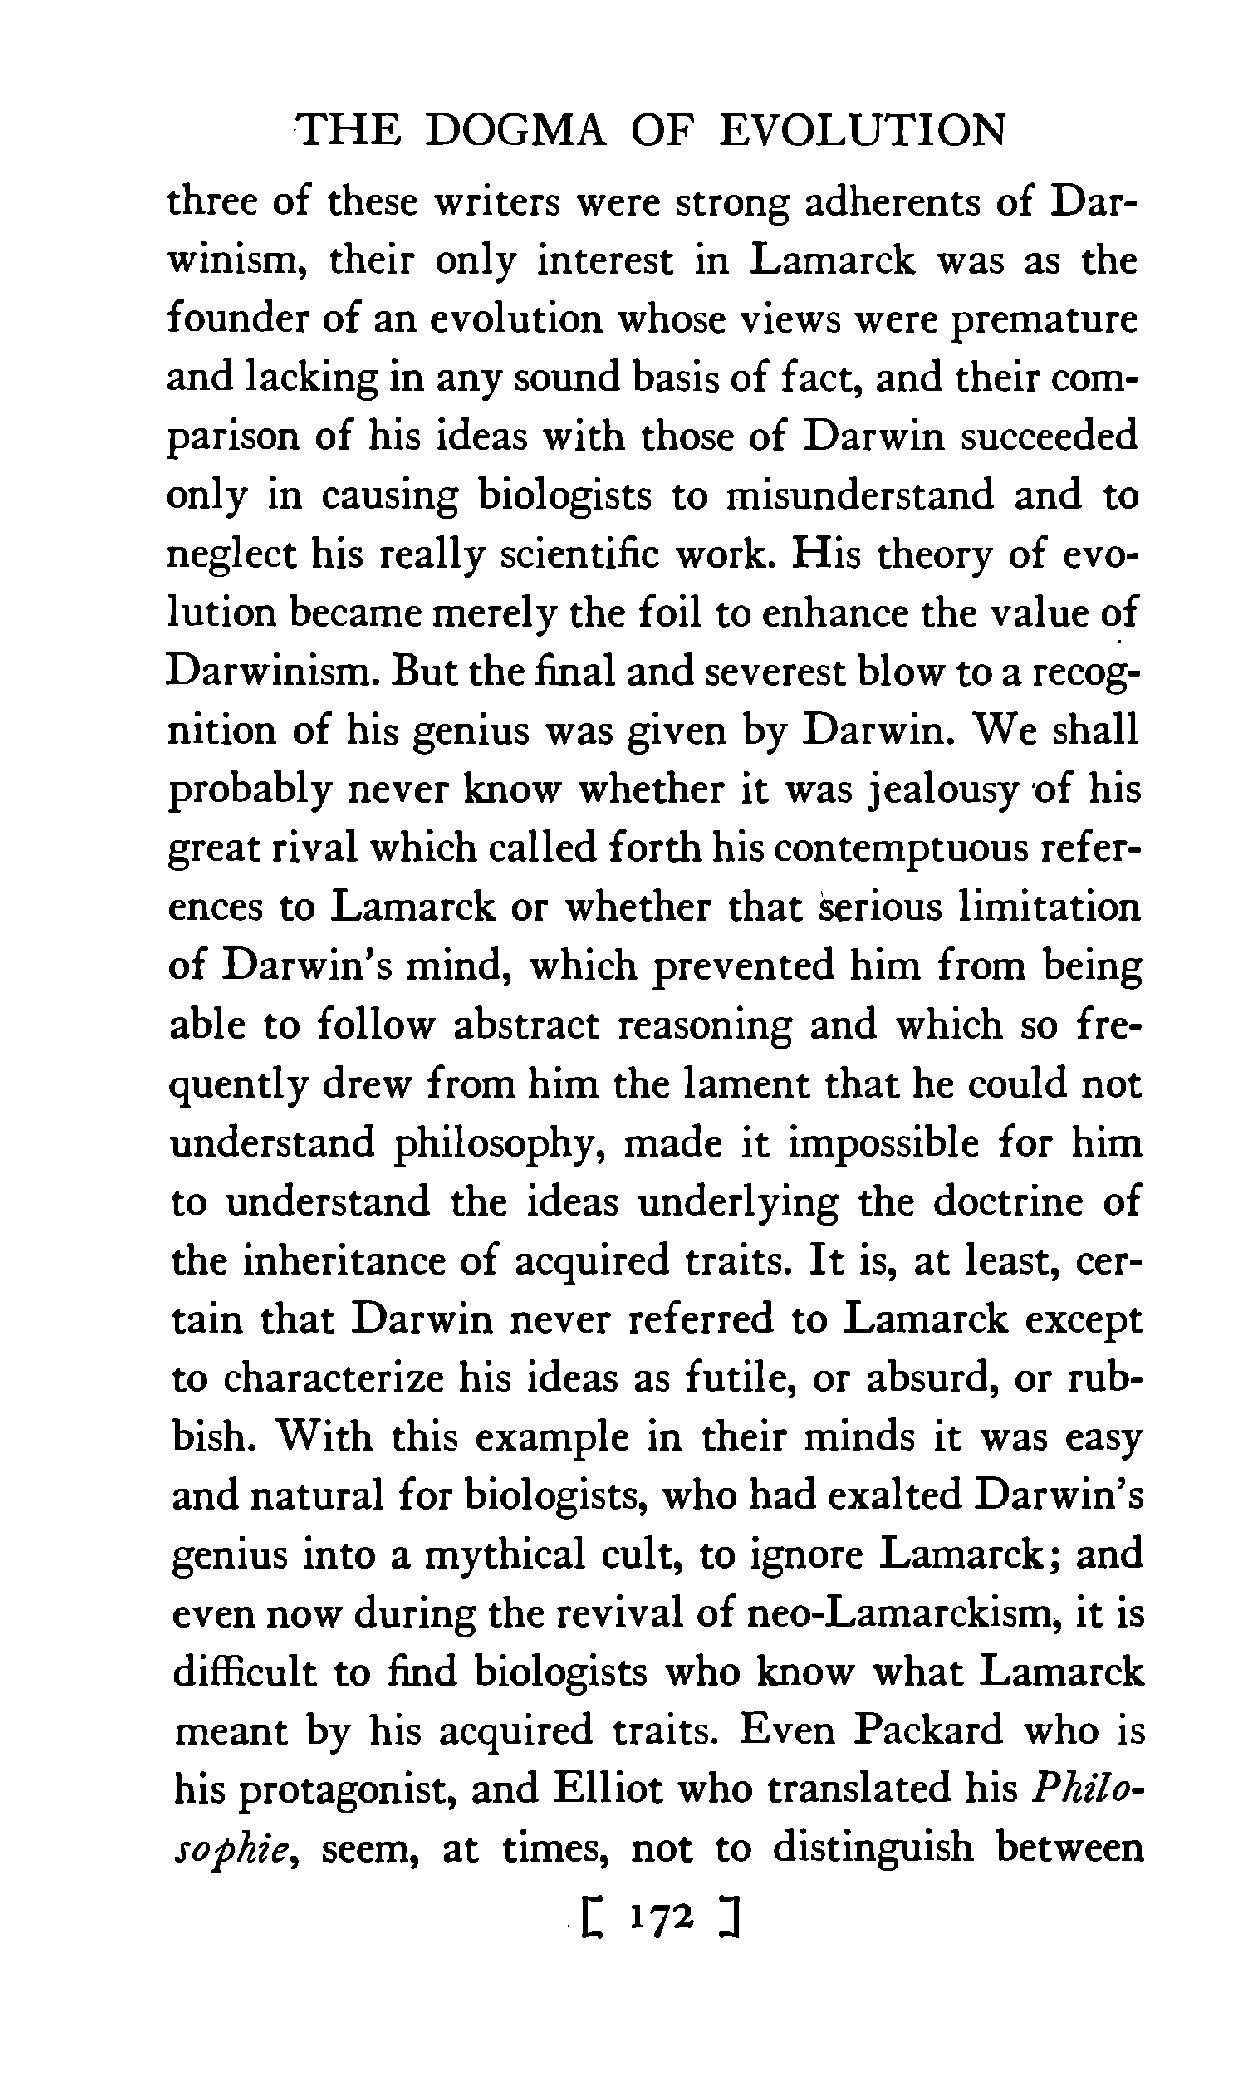 THE DOGMA OF EVOLUTION
three of these writers were strong adherents of Dar-
winism, their only interest in Lamarck was as the
founder of an evolution whose views were premature
and lacking in any sound basis of fact, and their com-
parison of his ideas with those of Darwin succeeded
only in causing biologists to misunderstand and to
neglect his really scientific work. His theory of evo-
lution became merely the foil to enhance the value of
Darwinism. But the final and severest blow to a recog-
nition of his genius was given by Darwin. We shall
probably never know whether it was jealousy of his
great rival which called forth his contemptuous refer-
ences to Lamarck or whether that serious limitation
of Darwin's mind, which prevented him from being
able to follow abstract reasoning and which so fre-
quently drew from him the lament that he could not
understand philosophy, made it impossible for him
to understand the ideas underlying the doctrine of
the inheritance of acquired traits. It is, at least, cer-
tain that Darwin never referred to Lamarck except
to characterize his ideas as futile, or absurd, or rub-
bish. With this example in their minds it was easy
and natural for biologists, who had exalted Darwin's
genius into a mythical cult, to ignore Lamarck; and
even now during the revival of neo-Lamarckism, it is
difficult to find biologists who know what Lamarck
meant by his acquired traits. Even Packard who is
his protagonist, and Elliot who translated his Philo-
sophie, seem, at times, not to distinguish between
[ 172 ]